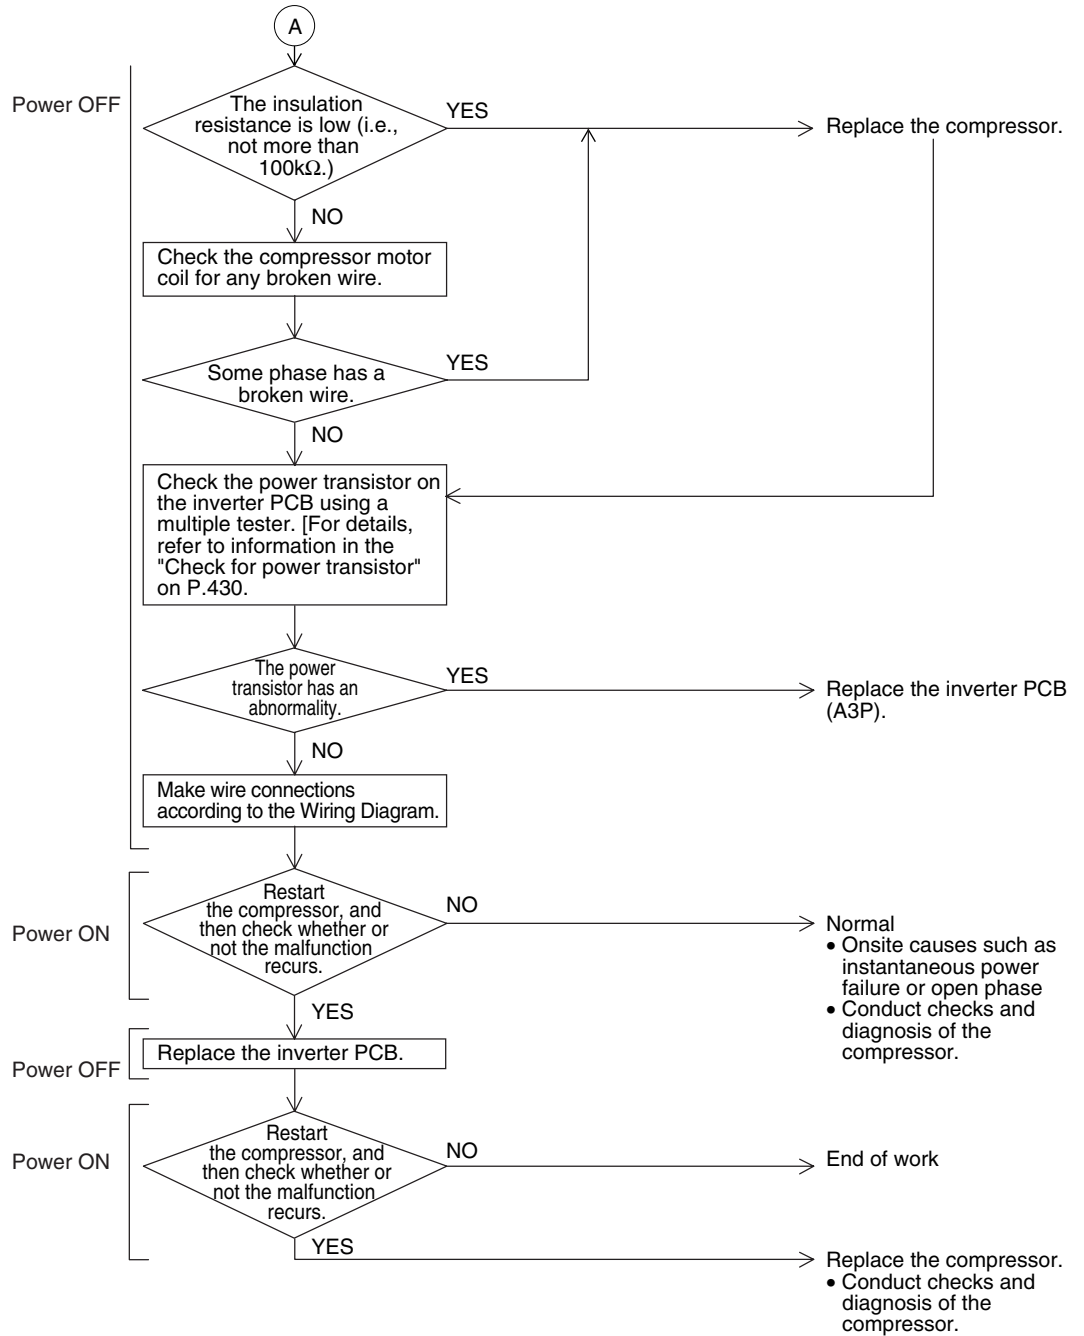 A
Power OFF
The insulation
resistance is low (i.e.,
not more than
100kΩ.)
YES
Replace the compressor.
NO
Check the compressor motor
coil for any broken wire.
Some phase has a
broken wire.
YES
NO
Check the power transistor on
the inverter PCB using a
multiple tester. [For details,
refer to information in the
"Check for power transistor"
on P.430.
The power
transistor has an
abnormality.
YES
Replace the inverter PCB
(A3P).
NO
Make wire connections
according to the Wiring Diagram.
Power ON
Restart
the compressor, and
then check whether or
not the malfunction
recurs.
NO
Normal
• Onsite causes such as
instantaneous power
failure or open phase
• Conduct checks and
diagnosis of the
compressor.
YES
Power OFF
Replace the inverter PCB.
Power ON
Restart
the compressor, and
then check whether or
not the malfunction
recurs.
NO
End of work
YES
Replace the compressor.
• Conduct checks and
diagnosis of the
compressor.